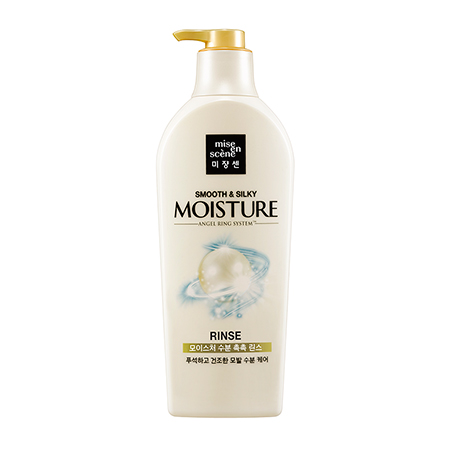 mise
en
scène
미쟝센
SMOOTH & SILKY
MOISTURE
ANGEL RING SYSTEM™
RINSE
모이스처 수분 촉촉 린스
푸석하고 건조한 모발 수분 케어